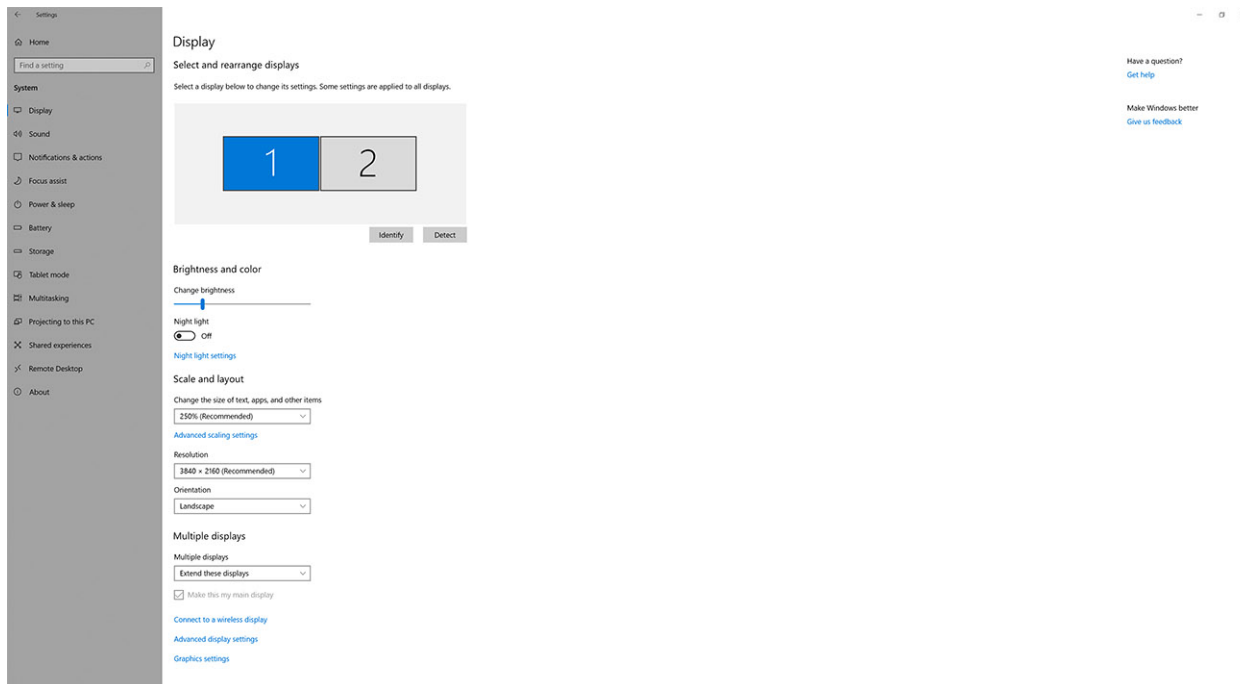 Settings
Home
Find a setting
System
Display
Sound
Notifications & actions
Focus assist
Power & sleep
Battery
Storage
Tablet mode
Multitasking
Projecting to this PC
Shared experiences
Remote Desktop
About
Display
Select and rearrange displays
Select a display below to change its settings. Some settings are applied to all displays.
1 2
Identify Detect
Brightness and color
Change brightness
Night light
Off
Night light settings
Scale and layout
Change the size of text, apps, and other items
250% (Recommended)
Advanced scaling settings
Resolution
3840 × 2160 (Recommended)
Orientation
Landscape
Multiple displays
Multiple displays
Extend these displays
Make this my main display
Connect to a wireless display
Advanced display settings
Graphics settings
Have a question?
Get help
Make Windows better
Give us feedback